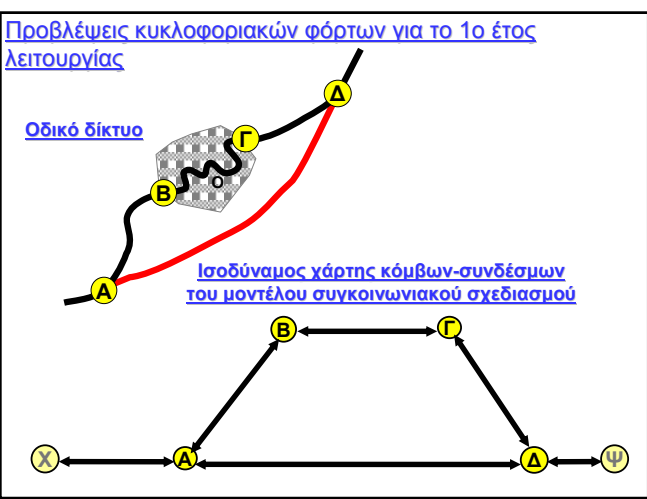 Προβλέψεις κυκλοφοριακών φόρτων για το 1ο έτος
λειτουργίας
Δ
Οδικό δίκτυο
Γ
Ο
Β
Α
Ισοδύναμος χάρτης κόμβων-συνδέσμων
του μοντέλου συγκοινωνιακού σχεδιασμού
Β
Γ
Χ
Α
Δ
Ψ